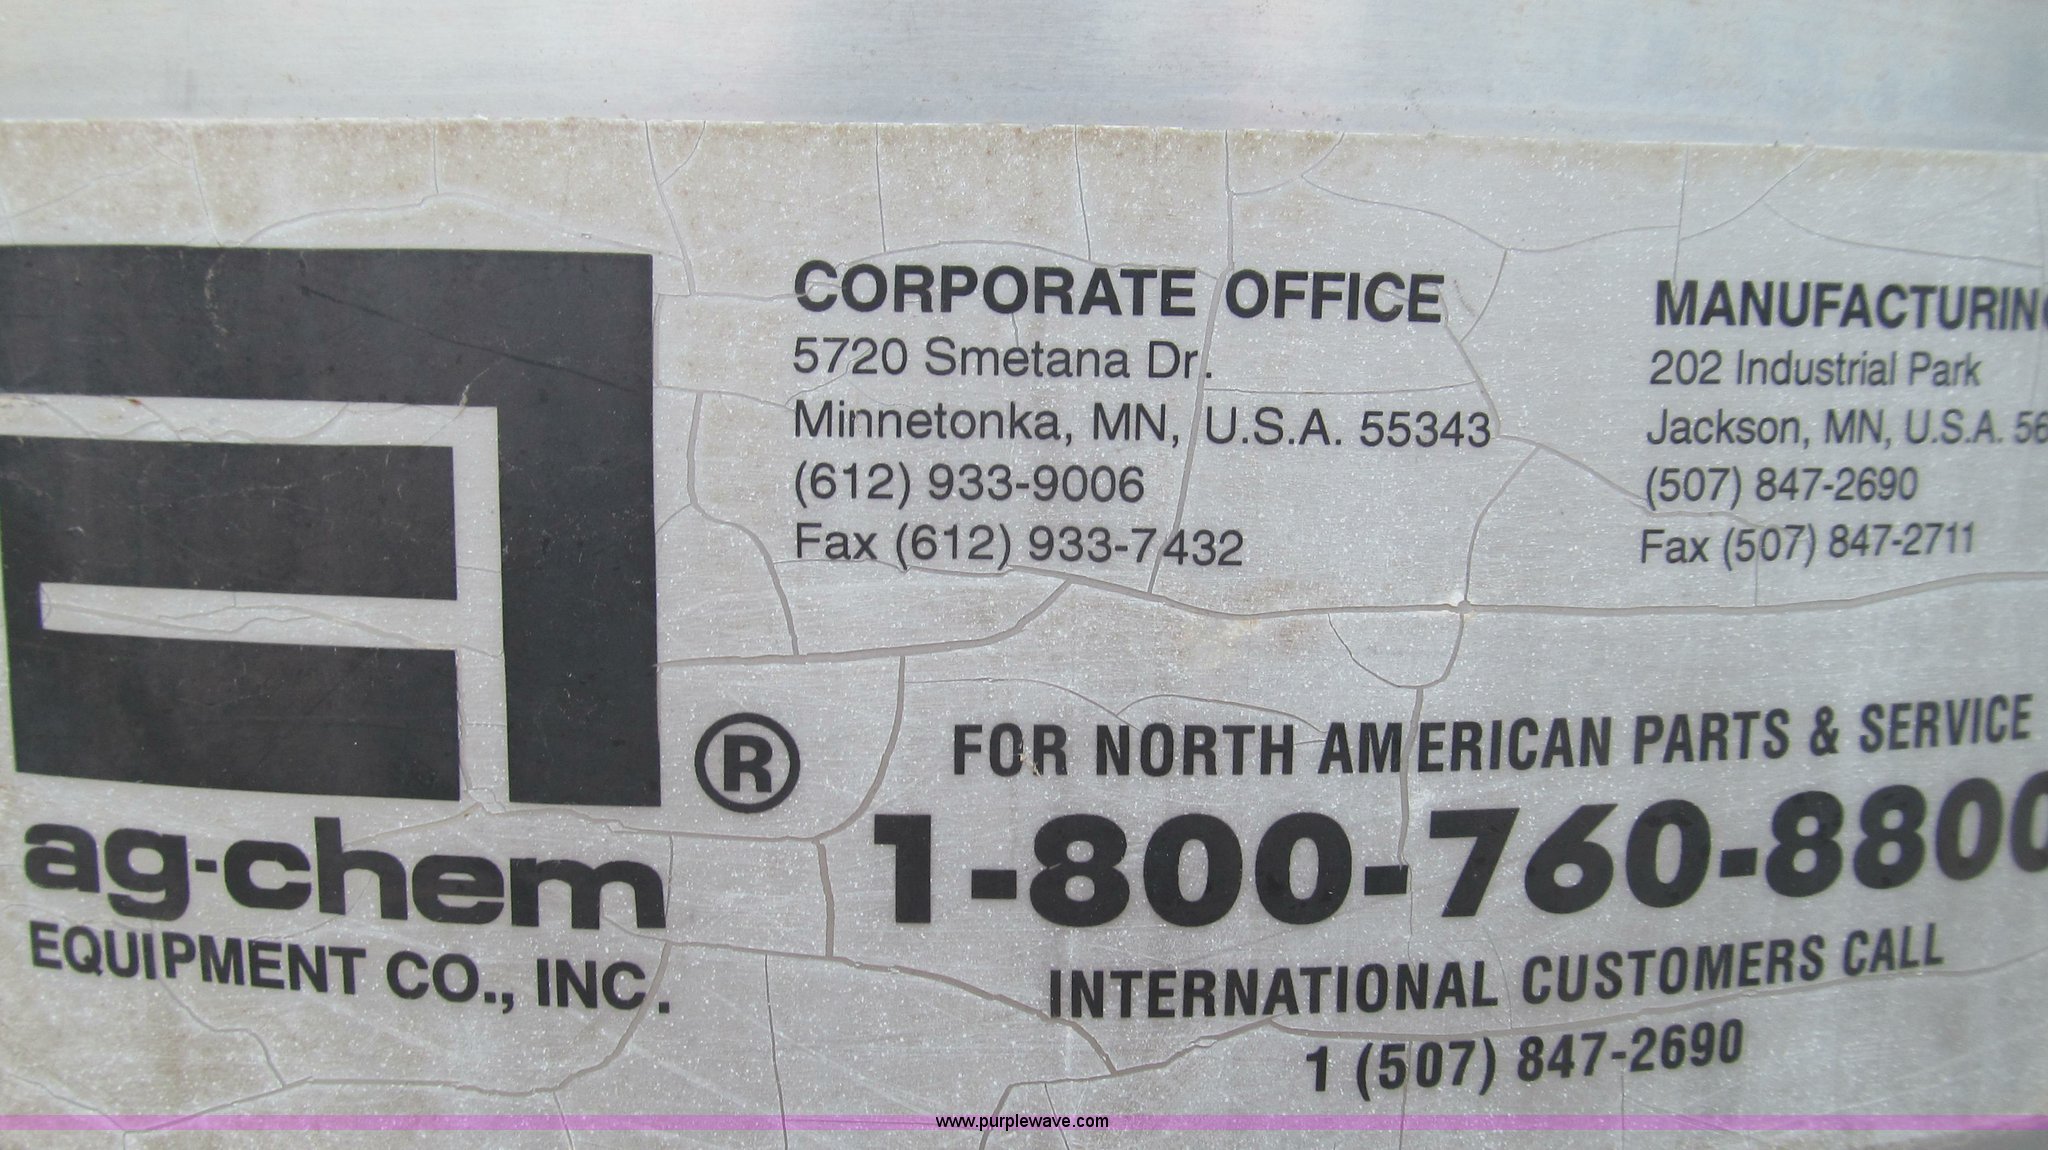 CORPORATE OFFICE
5720 Smetana Dr.
Minnetonka, MN, U.S.A. 55343
(612) 933-9006
Fax (612) 933-7432
MANUFACTURING
202 Industrial Park
Jackson, MN, U.S.A. 56
(507) 847-2690
Fax (507) 847-2711
®
ag-chem
EQUIPMENT CO., INC.
FOR NORTH AMERICAN PARTS & SERVICE
1-800-760-8800
INTERNATIONAL CUSTOMERS CALL
1 (507) 847-2690
www.purplewave.com